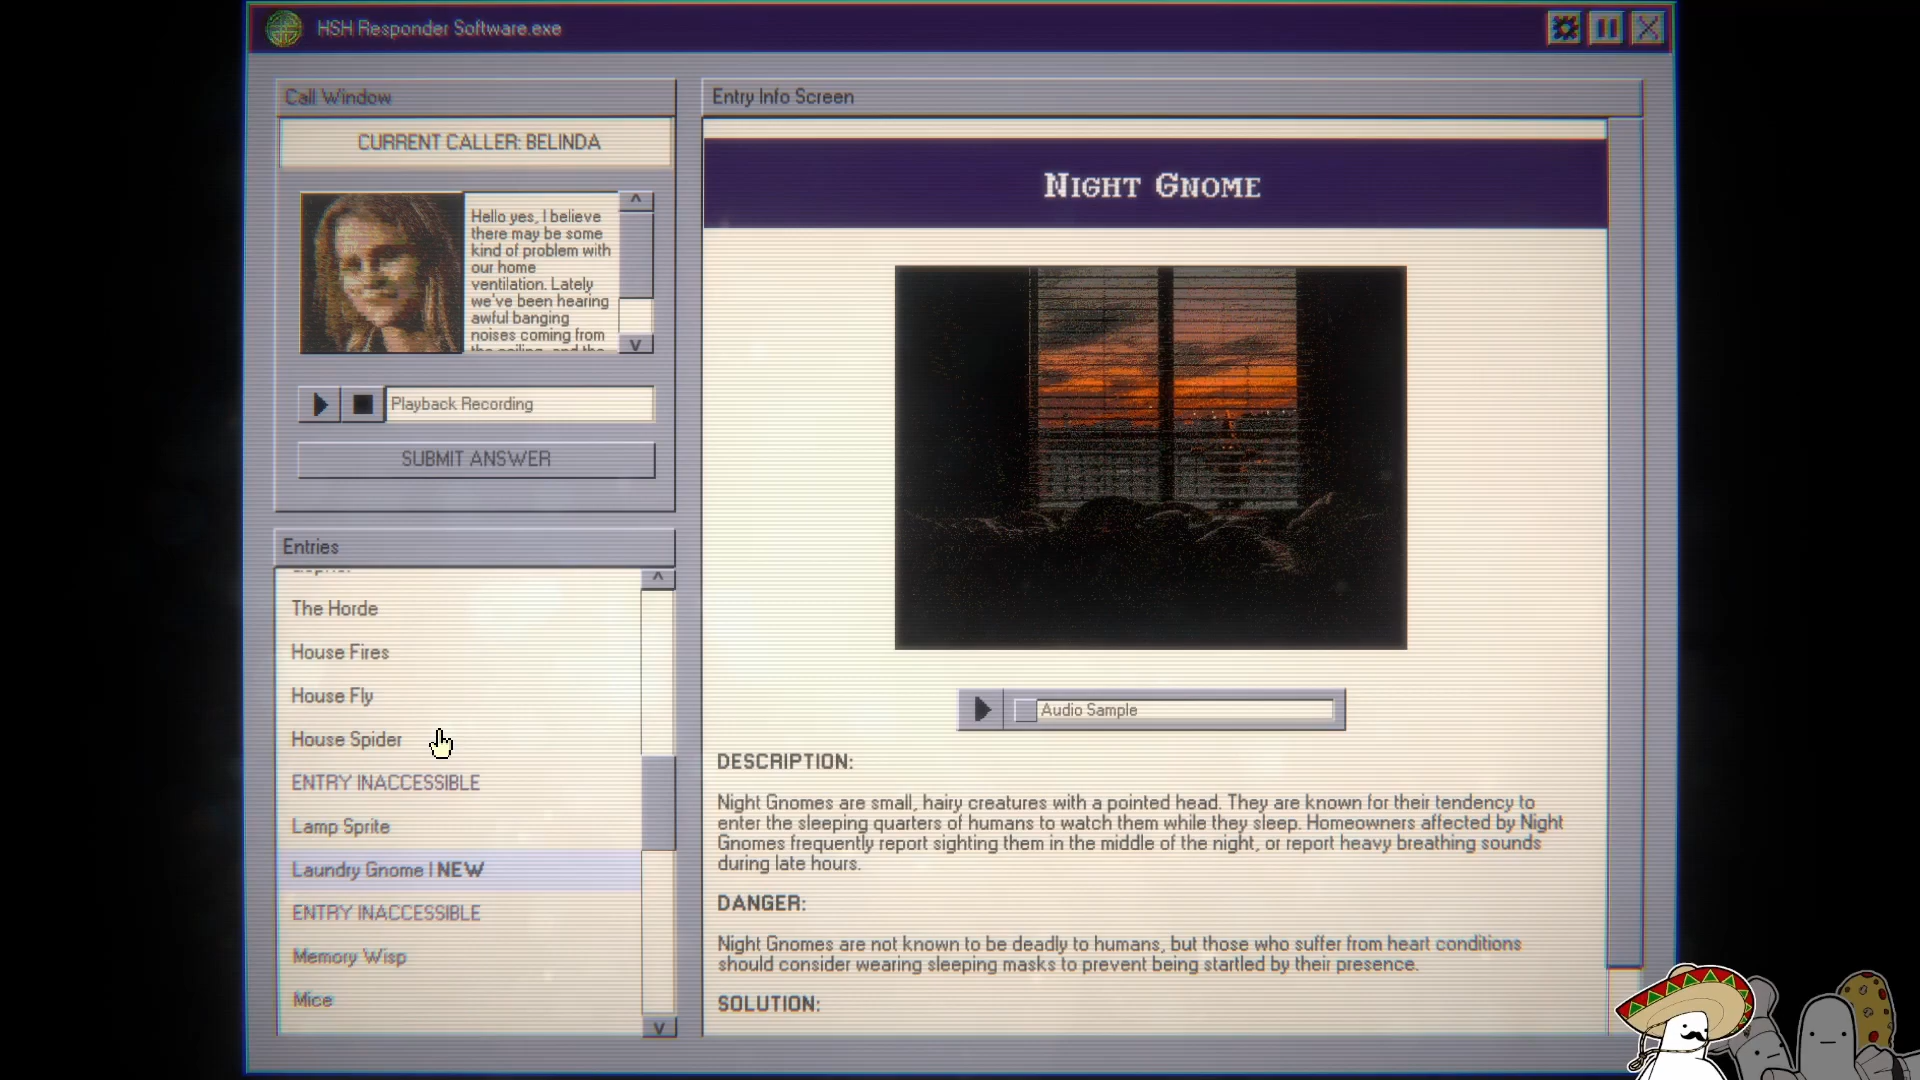 HSH Responder Software.exe
Call Window
CURRENT CALLER: BELINDA
Hello yes, I believe
there may be some
kind of problem with
our home
ventilation. Lately
we've been hearing
awful banging
noises coming from
the ceiling, and the
Playback Recording
SUBMIT ANSWER
Entries
The Horde
House Fires
House Fly
House Spider
ENTRY INACCESSIBLE
Lamp Sprite
Laundry Gnome | NEW
ENTRY INACCESSIBLE
Memory Wisp
Mice
Entry Info Screen
NIGHT GNOME
Audio Sample
DESCRIPTION:
Night Gnomes are small, hairy creatures with a pointed head. They are known for their tendency to
enter the sleeping quarters of humans to watch them while they sleep. Homeowners affected by Night
Gnomes frequently report sighting them in the middle of the night, or report heavy breathing sounds
during late hours.
DANGER:
Night Gnomes are not known to be deadly to humans, but those who suffer from heart conditions
should consider wearing sleeping masks to prevent being startled by their presence.
SOLUTION: